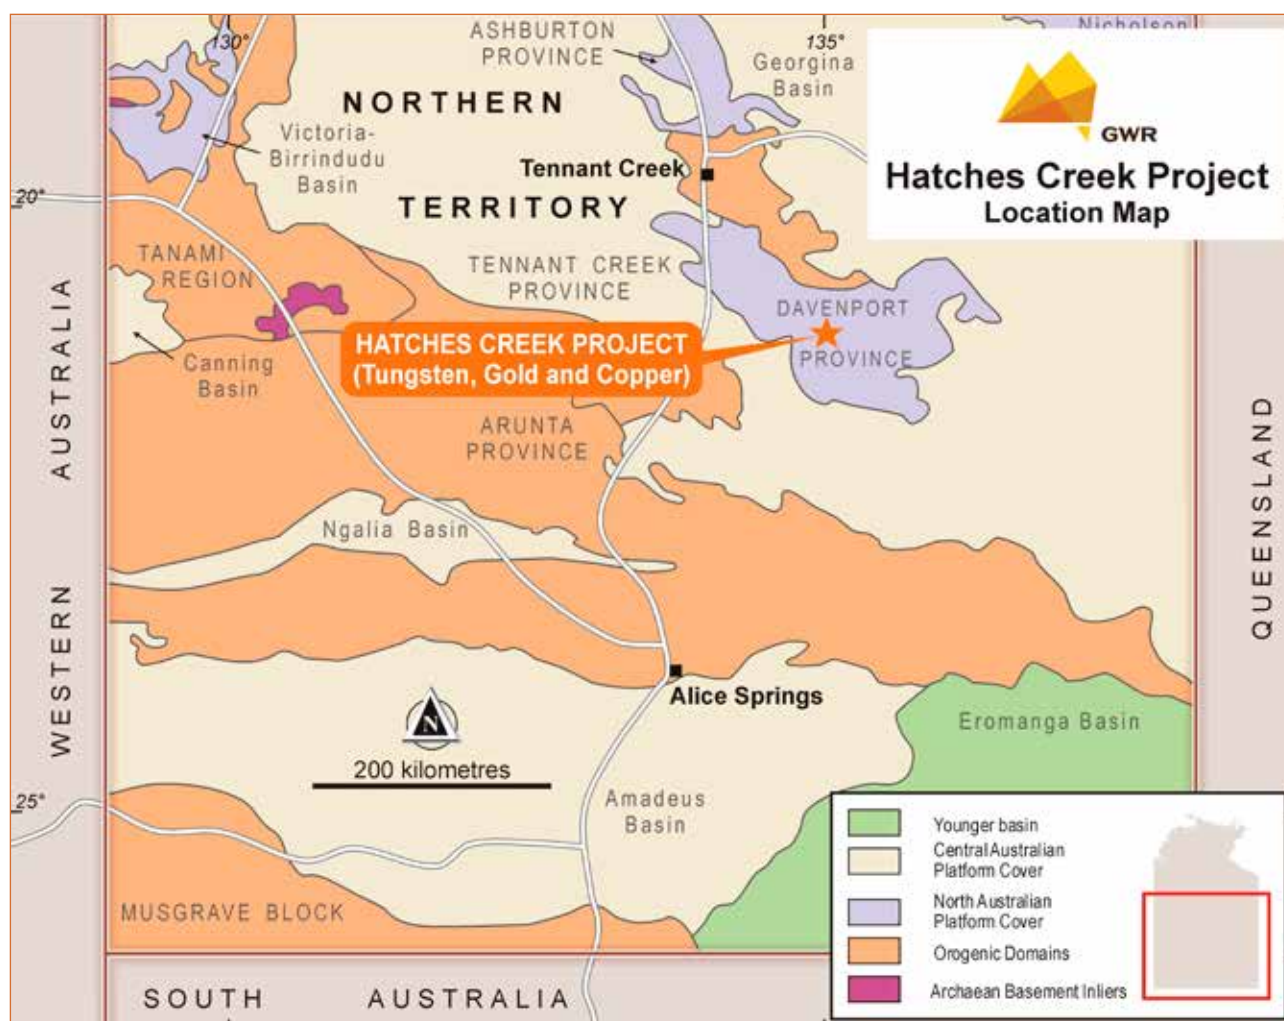 130°
135°
ASHBURTON
PROVINCE
Georgina
Basin
Nicholson
NORTHERN
TERRITORY
Victoria-
Birrindudu
Basin
Tennant Creek
GWR
Hatches Creek Project
Location Map
20°
TANAMI
REGION
TENNANT CREEK
PROVINCE
DAVENPORT
PROVINCE
HATCHES CREEK PROJECT
(Tungsten, Gold and Copper)
Canning
Basin
ARUNTA
PROVINCE
WESTERN AUSTRALIA
QUEENSLAND
Ngalia Basin
Alice Springs
Eromanga Basin
N
200 kilometres
25°
Amadeus
Basin
MUSGRAVE BLOCK
SOUTH AUSTRALIA
Younger basin
Central Australian
Platform Cover
North Australian
Platform Cover
Orogenic Domains
Archaean Basement Inliers